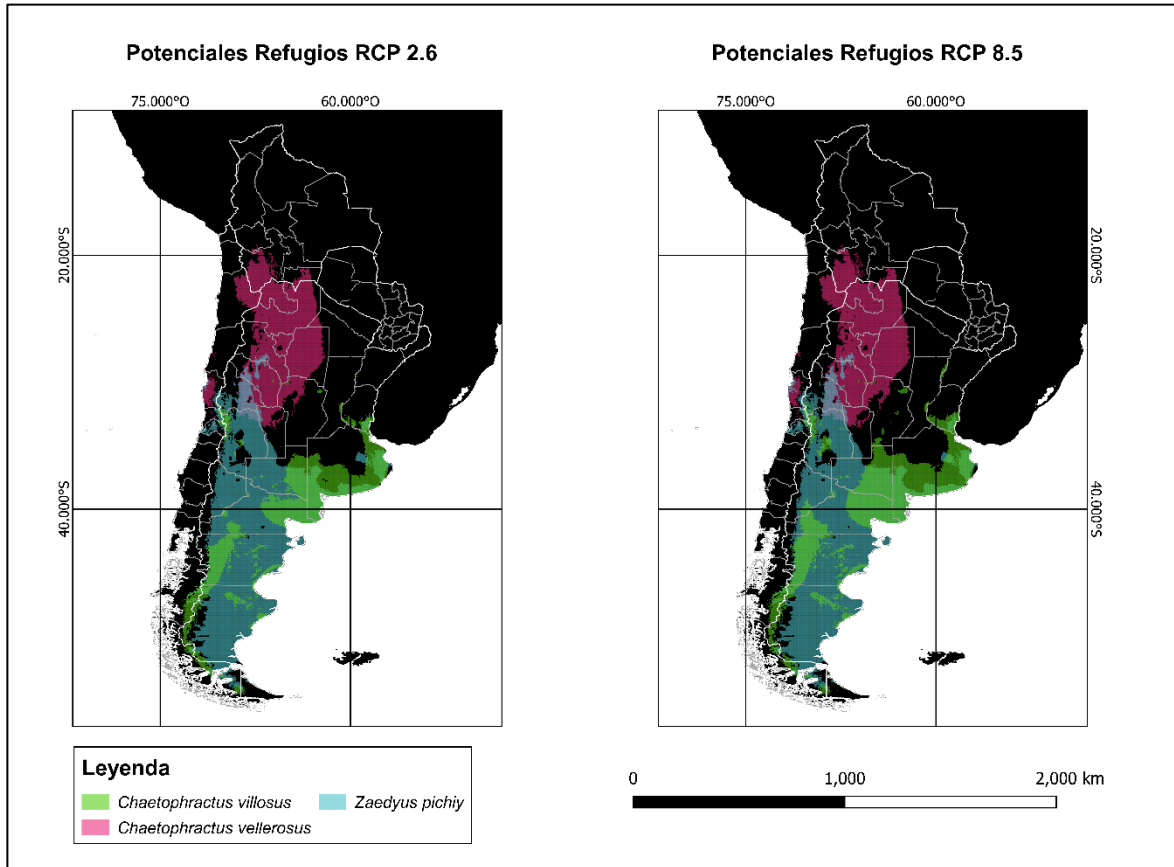 Potenciales Refugios RCP 2.6
Potenciales Refugios RCP 8.5
75.000°O
60.000°O
75.000°O
60.000°O
20.000°S
20.000°S
40.000°S
40.000°S
Leyenda
Chaetophractus villosus
Zaedyus pichiy
Chaetophractus vellerosus
0
1,000
2,000 km